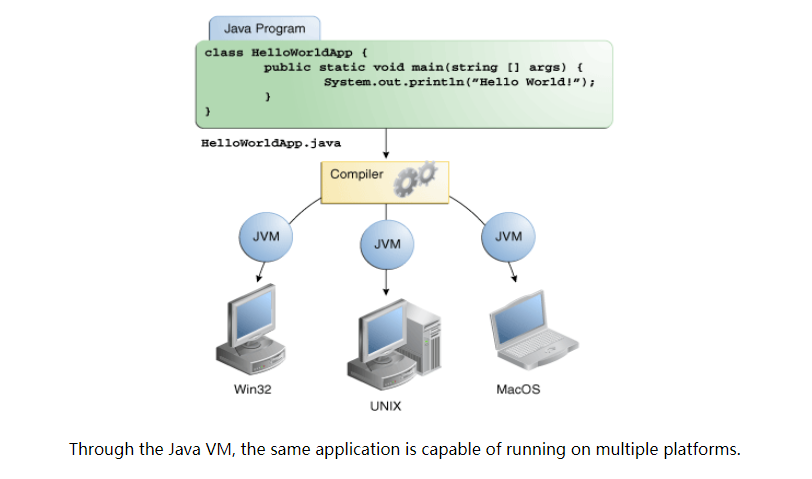 Java Program
class HelloWorldApp {
public static void main(string [] args) {
System.out.println(“Hello World!”);
}
}
HelloWorldApp.java
Compiler
JVM
JVM
JVM
Win32
UNIX
MacOS
Through the Java VM, the same application is capable of running on multiple platforms.